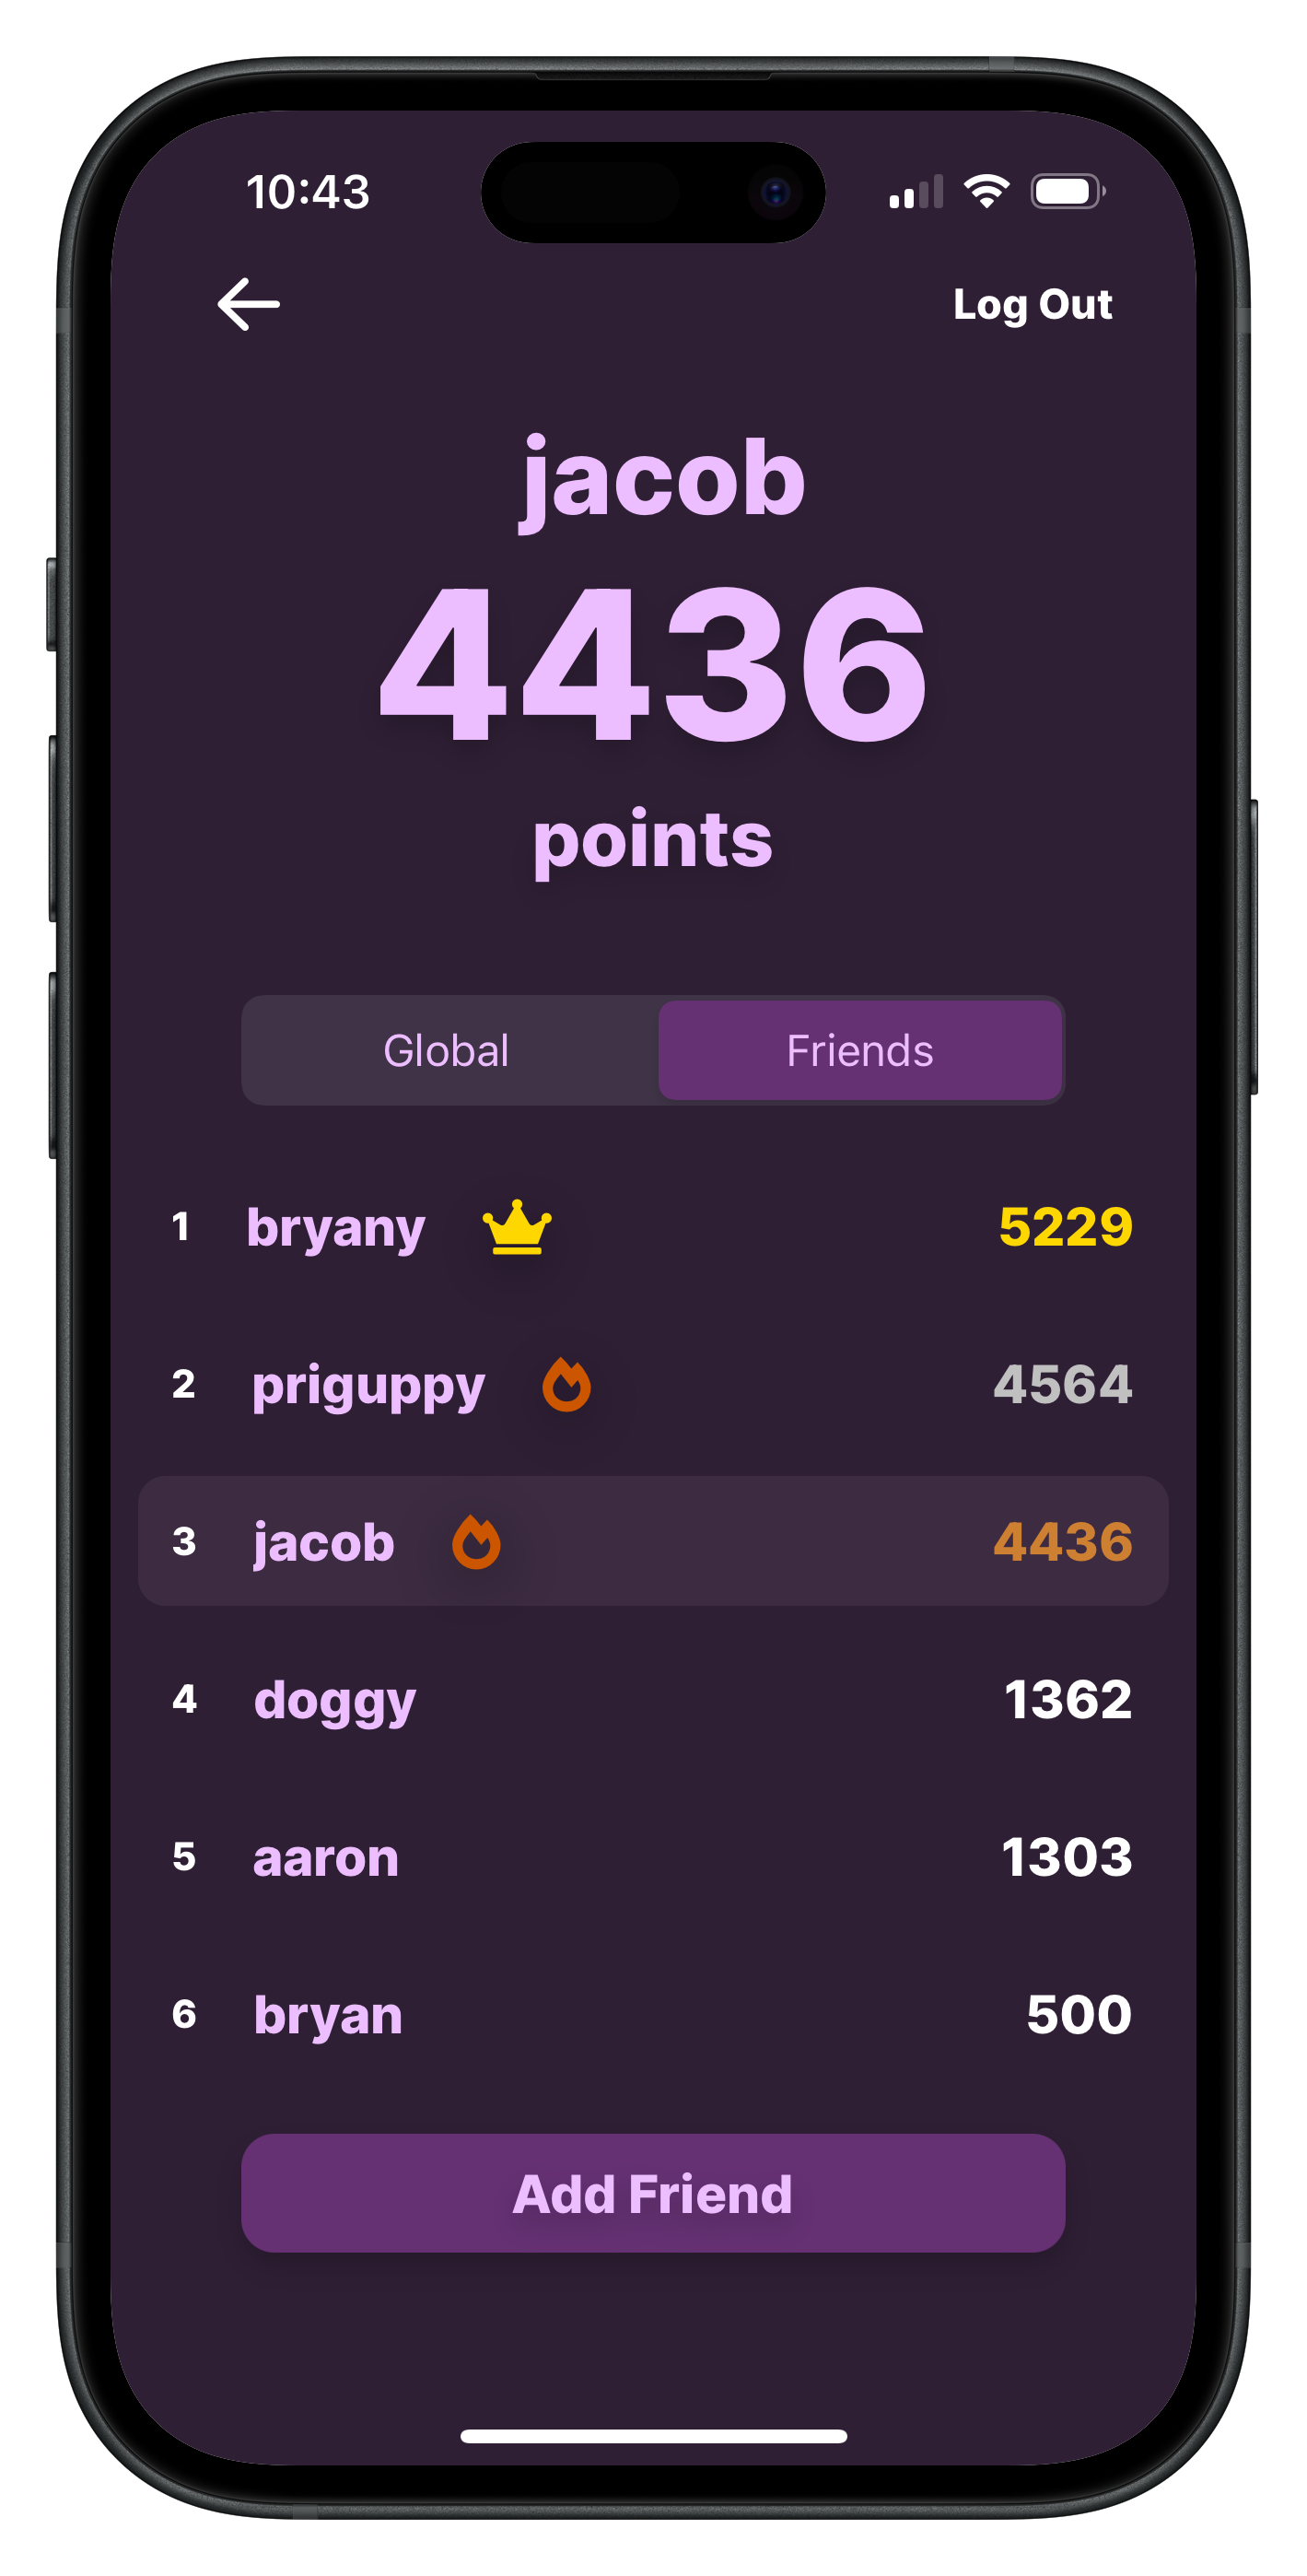 10:43
Log Out
jacob
4436
points
Global Friends
1 bryany 5229
2 priguppy 4564
3 jacob 4436
4 doggy 1362
5 aaron 1303
6 bryan 500
Add Friend